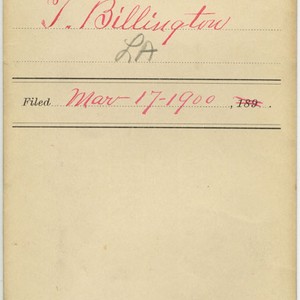 T. Billington
LA
Filed Mar 17-1900, 189 .